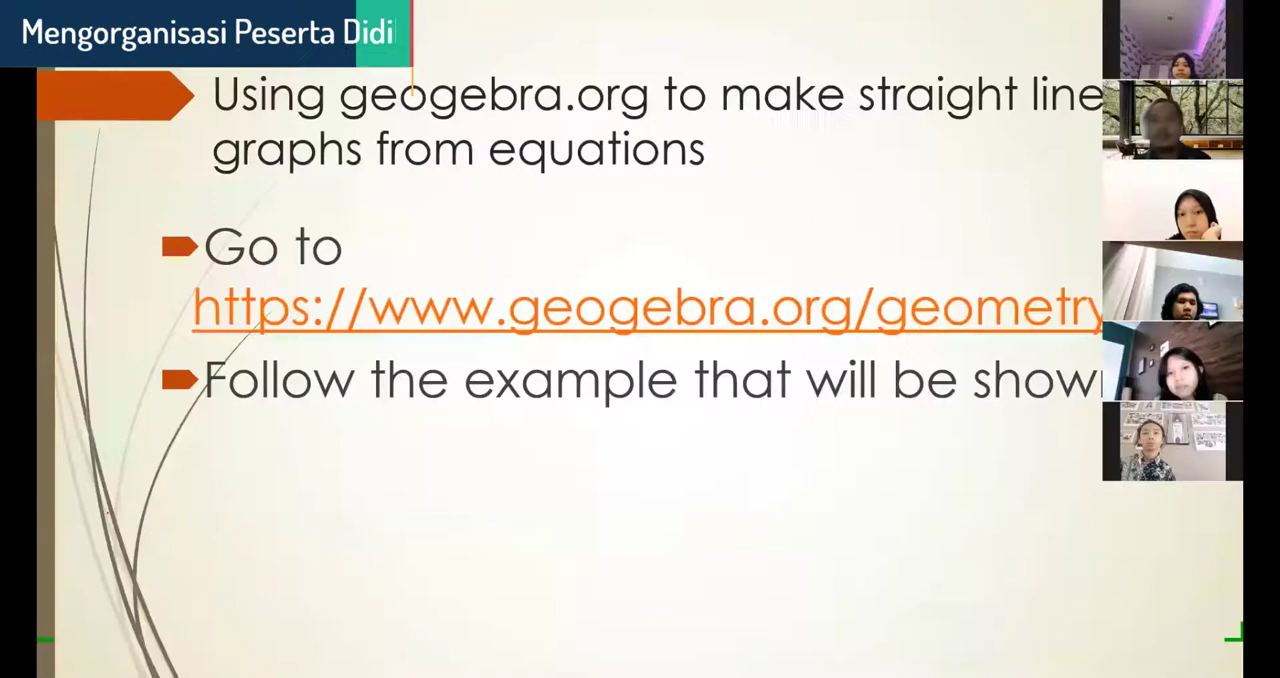 Mengorganisasi Peserta Didi
Using geogebra.org to make straight line
graphs from equations
Go to
https://www.geogebra.org/geometry
Follow the example that will be shown